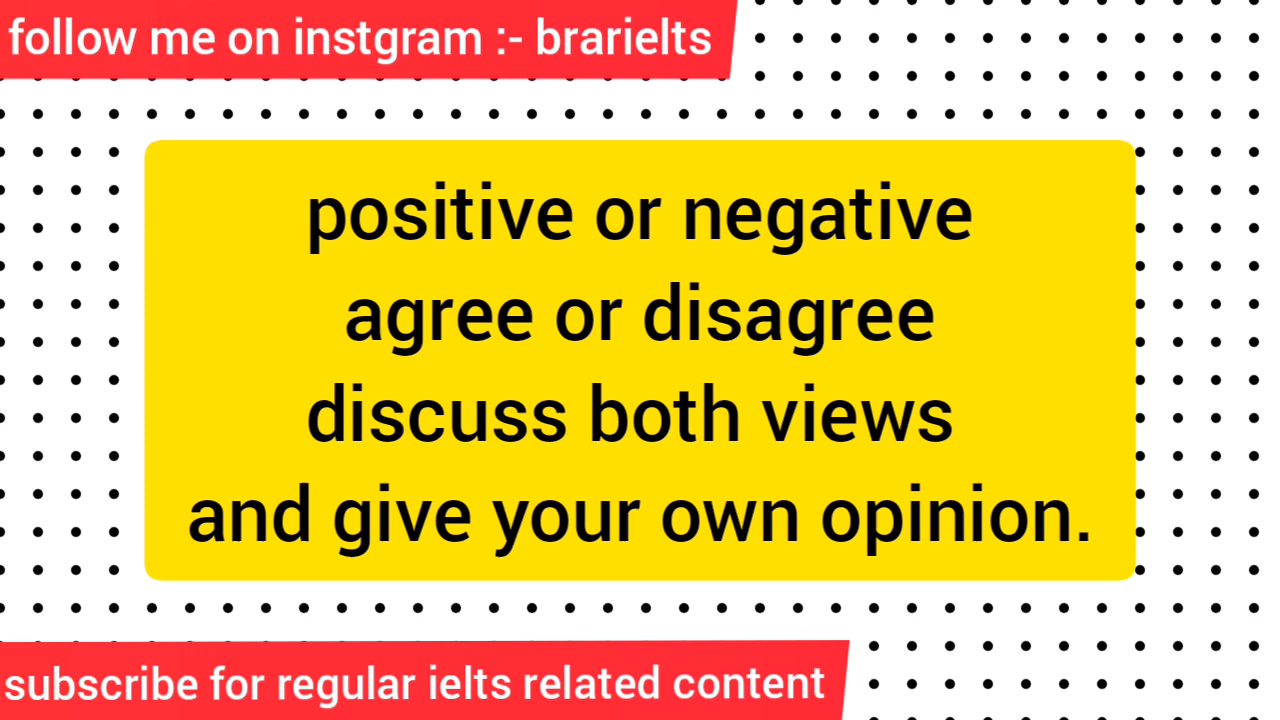 follow me on instgram :- brarielts
positive or negative
agree or disagree
discuss both views
and give your own opinion.
subscribe for regular ielts related content